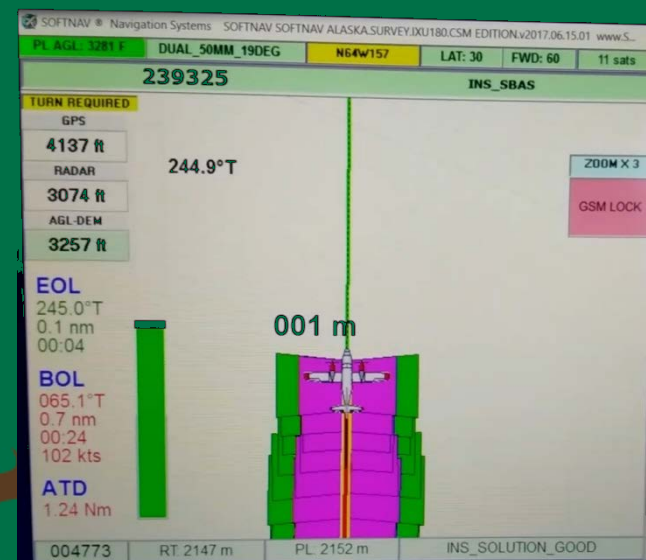 SOFTNAV ® Navigation Systems SOFTNAV SOFTNAV ALASKA.SURVEY.IXU180.CSM EDITION.v2017.06.15.01 www.S...
PL AGL: 3281 F DUAL_50MM_19DEG N64W157 LAT: 30 FWD: 60 11 sats
239325 INS_SBAS
TURN REQUIRED
GPS
4137 ft
RADAR
3074 ft
AGL-DEM
3257 ft
244.9°T
ZOOM X 3
GSM LOCK
EOL
245.0°T
0.1 nm
00:04
001 m
BOL
065.1°T
0.7 nm
00:24
102 kts
ATD
1.24 Nm
004773 RT: 2147 m PL: 2152 m INS_SOLUTION_GOOD